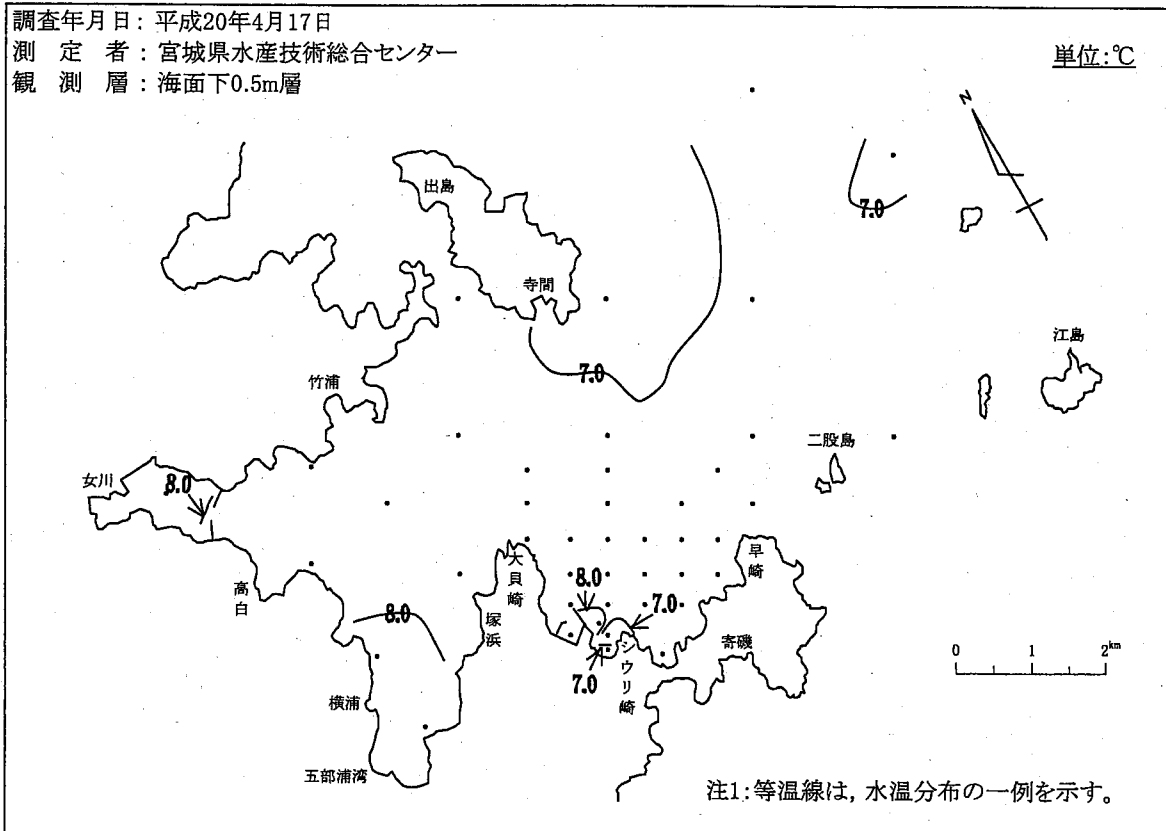 調査年月日：平成20年4月17日
測定者：宮城県水産技術総合センター
観測層：海面下0.5m層
単位:℃
N
出島
7.0
寺間
江島
7.0
竹浦
二股島
女川
8.0
早崎
大貝崎
8.0
高白
7.0
8.0
塚浜
寄磯
0 1 2km
シウリ崎
7.0
横浦
五部浦湾
注1:等温線は，水温分布の一例を示す。